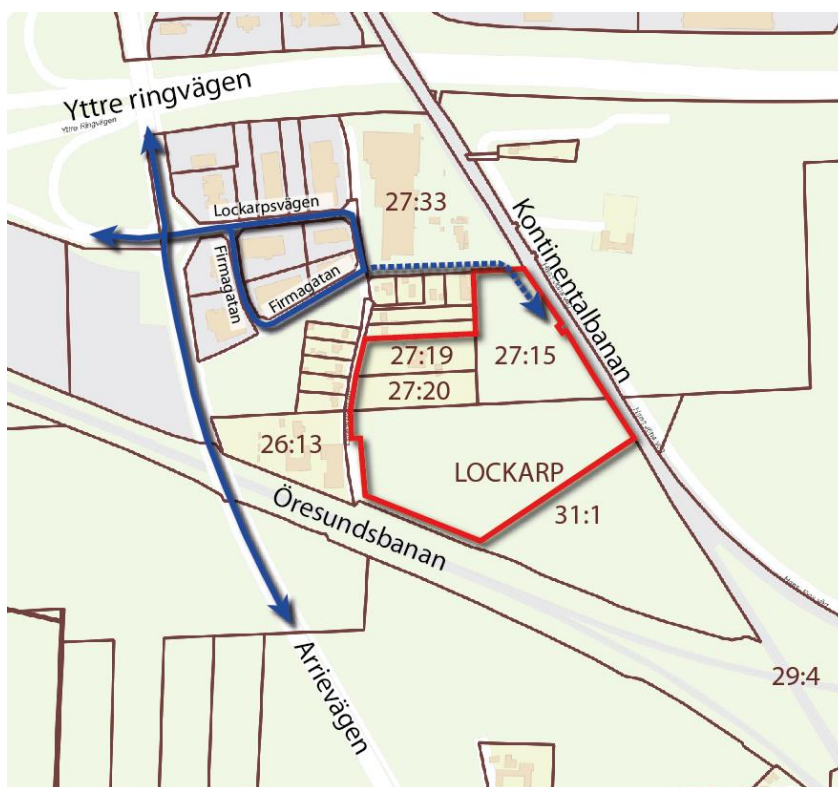 Yttre ringvägen
Yttre Ringvägen
27:33
Lockarpsvägen
Kontinentalbanan
Firmagatan
Firmagatan
27:19
27:15
27:20
26:13
LOCKARP
31:1
Öresundsbanan
Arrievägen
29:4